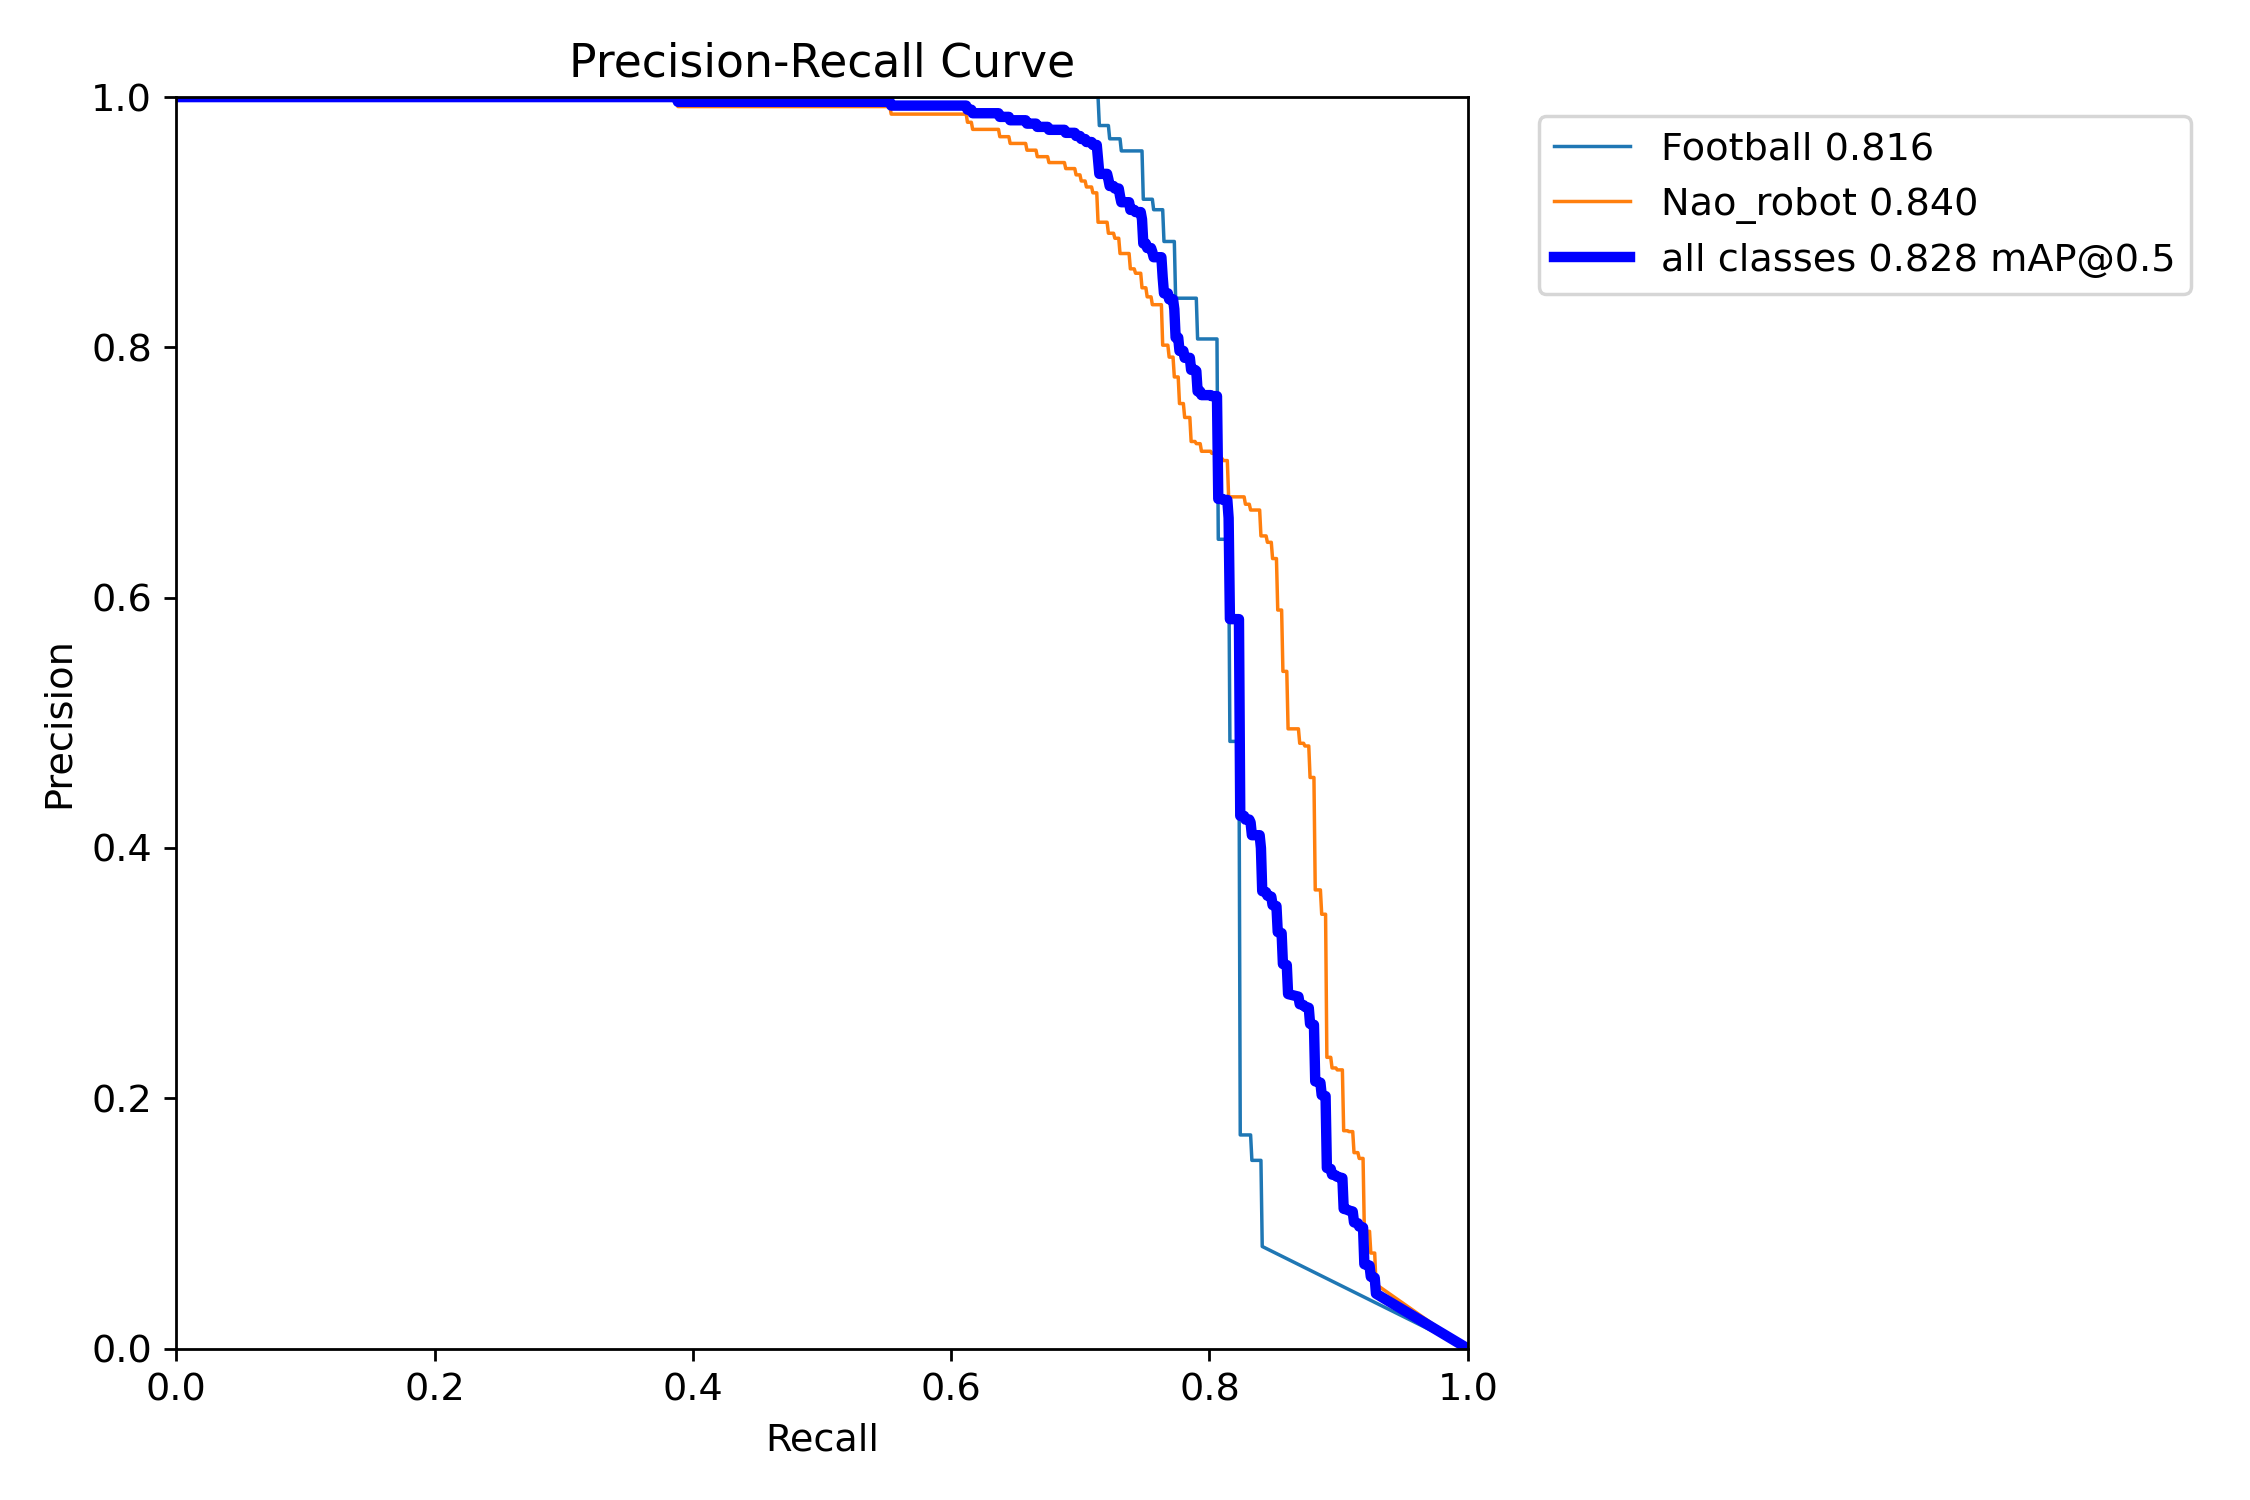 Precision-Recall Curve
1.0
0.8
0.6
0.4
0.2
0.0
Precision
0.0 0.2 0.4 0.6 0.8 1.0
Recall
Football 0.816
Nao_robot 0.840
all classes 0.828 mAP@0.5